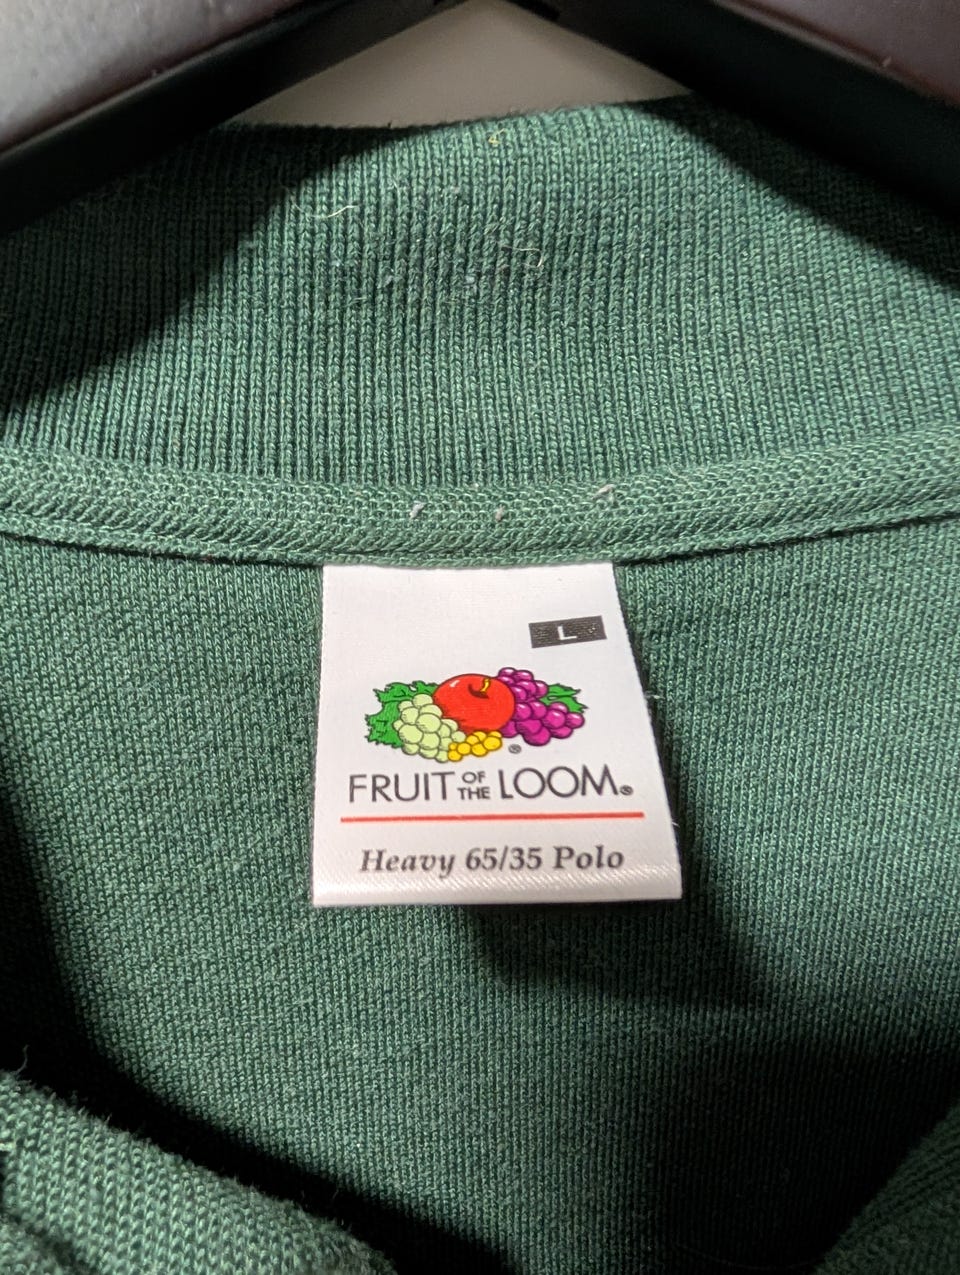 L
®
FRUIT OF THE LOOM®
Heavy 65/35 Polo